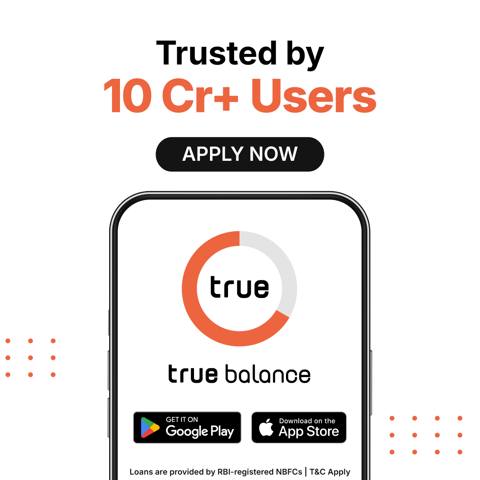 Trusted by
10 Cr+ Users
APPLY NOW
true
true balance
GET IT ON
Google Play
Download on the
App Store
Loans are provided by RBI-registered NBFCs | T&C Apply